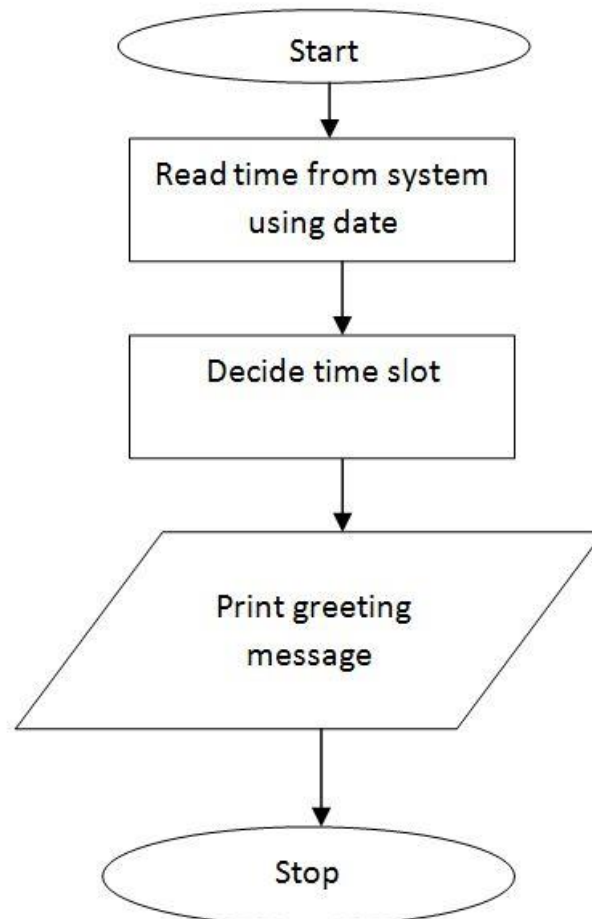 Start
Read time from system
using date
Decide time slot
Print greeting
message
Stop